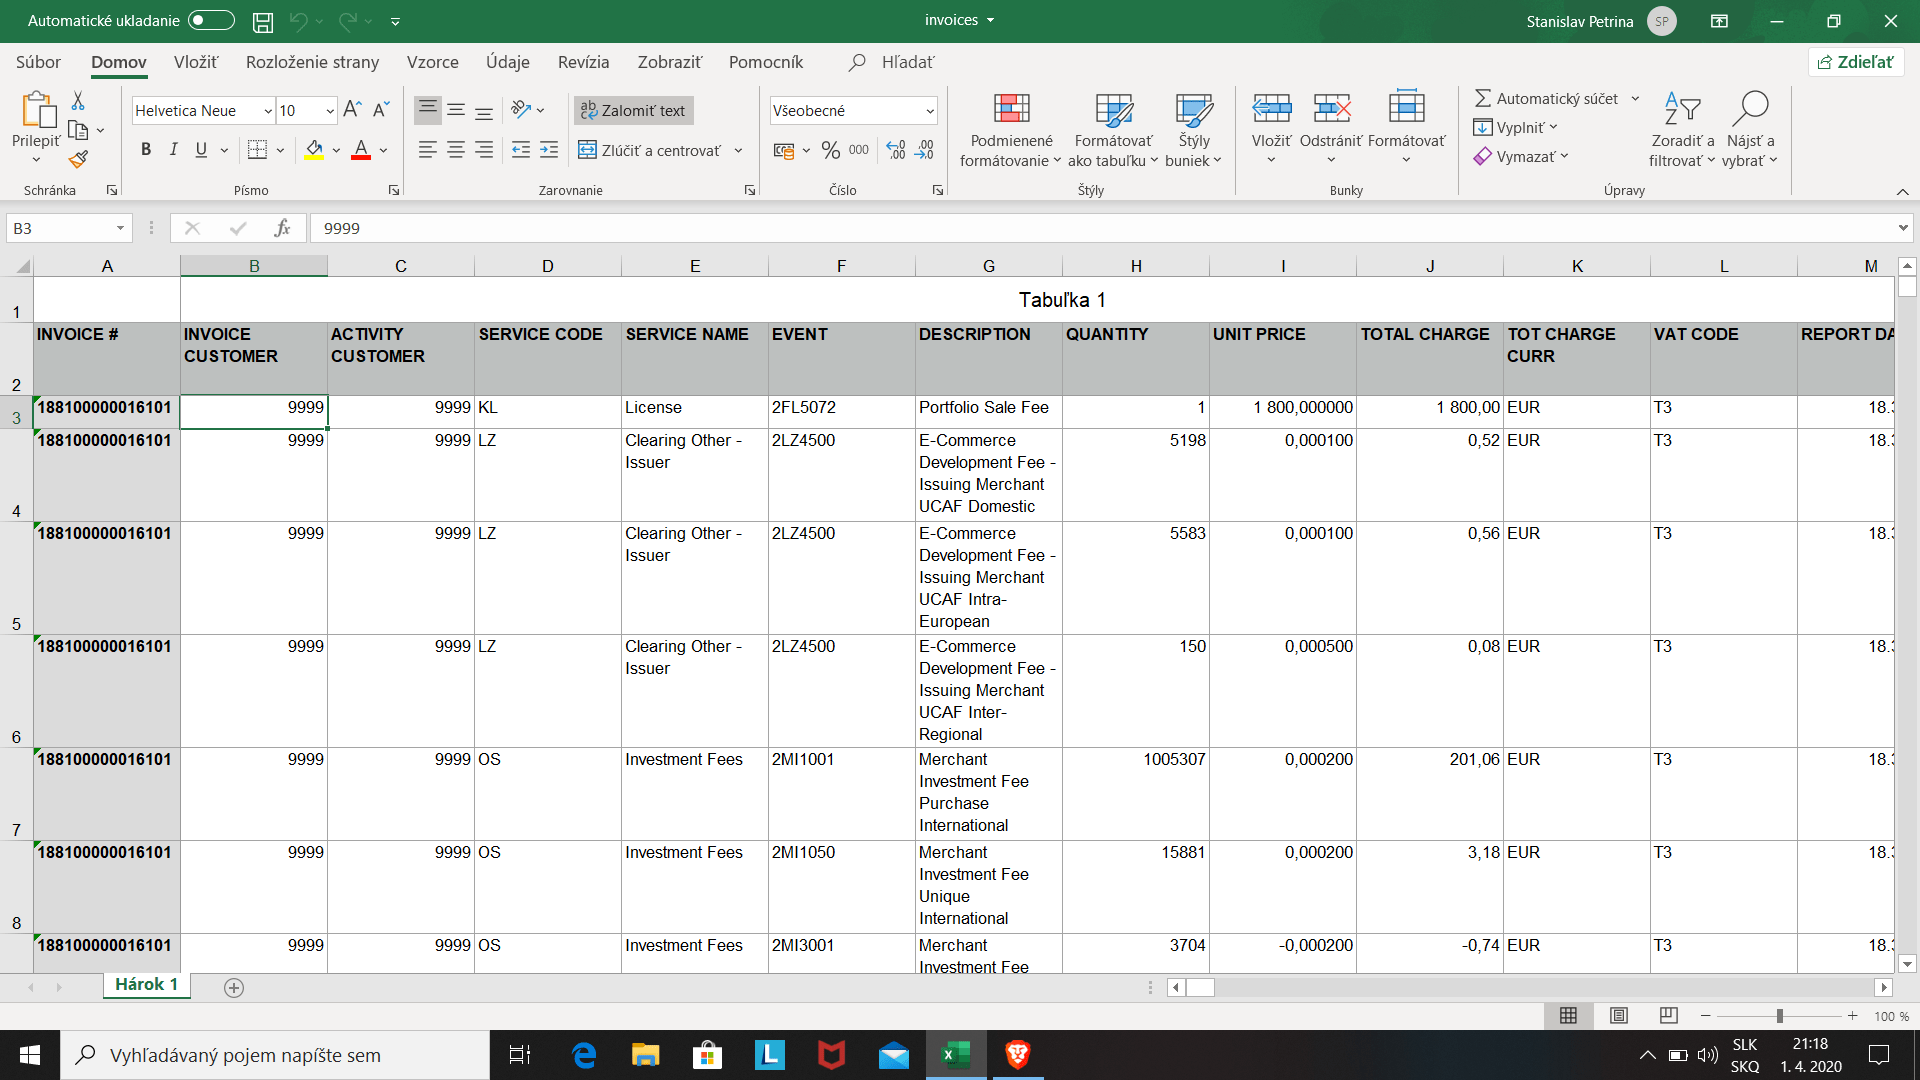 Automatické ukladanie
invoices
Stanislav Petrina
SP
Súbor Domov Vložiť Rozloženie strany Vzorce Údaje Revízia Zobraziť Pomocník Hľadať Zdieľať
Prilepiť
Schránka
Helvetica Neue 10
B I U
Písmo
Zalomiť text
Zlúčiť a centrovať
Zarovnanie
Všeobecné
% 000
Číslo
Podmienené formátovanie
Formátovať ako tabuľku
Štýly buniek
Štýly
Vložiť Odstrániť Formátovať
Bunky
Automatický súčet
Vyplniť
Vymazať
Zoradiť a filtrovať
Nájsť a vybrať
Úpravy
B3 fx 9999
A B C D E F G H I J K L M
1 Tabuľka 1
2 INVOICE # INVOICE CUSTOMER ACTIVITY CUSTOMER SERVICE CODE SERVICE NAME EVENT DESCRIPTION QUANTITY UNIT PRICE TOTAL CHARGE TOT CHARGE CURR VAT CODE REPORT DA
3 188100000016101 9999 9999 KL License 2FL5072 Portfolio Sale Fee 1 1 800,000000 1 800,00 EUR T3 18.
4 188100000016101 9999 9999 LZ Clearing Other - Issuer 2LZ4500 E-Commerce Development Fee - Issuing Merchant UCAF Domestic 5198 0,000100 0,52 EUR T3 18.
5 188100000016101 9999 9999 LZ Clearing Other - Issuer 2LZ4500 E-Commerce Development Fee - Issuing Merchant UCAF Intra-European 5583 0,000100 0,56 EUR T3 18.
6 188100000016101 9999 9999 LZ Clearing Other - Issuer 2LZ4500 E-Commerce Development Fee - Issuing Merchant UCAF Inter-Regional 150 0,000500 0,08 EUR T3 18.
7 188100000016101 9999 9999 OS Investment Fees 2MI1001 Merchant Investment Fee Purchase International 1005307 0,000200 201,06 EUR T3 18.
8 188100000016101 9999 9999 OS Investment Fees 2MI1050 Merchant Investment Fee Unique International 15881 0,000200 3,18 EUR T3 18.
188100000016101 9999 9999 OS Investment Fees 2MI3001 Merchant Investment Fee 3704 -0,000200 -0,74 EUR T3 18.
Hárok 1
100 %
Vyhľadávaný pojem napíšte sem
SLK
SKQ
21:18
1. 4. 2020